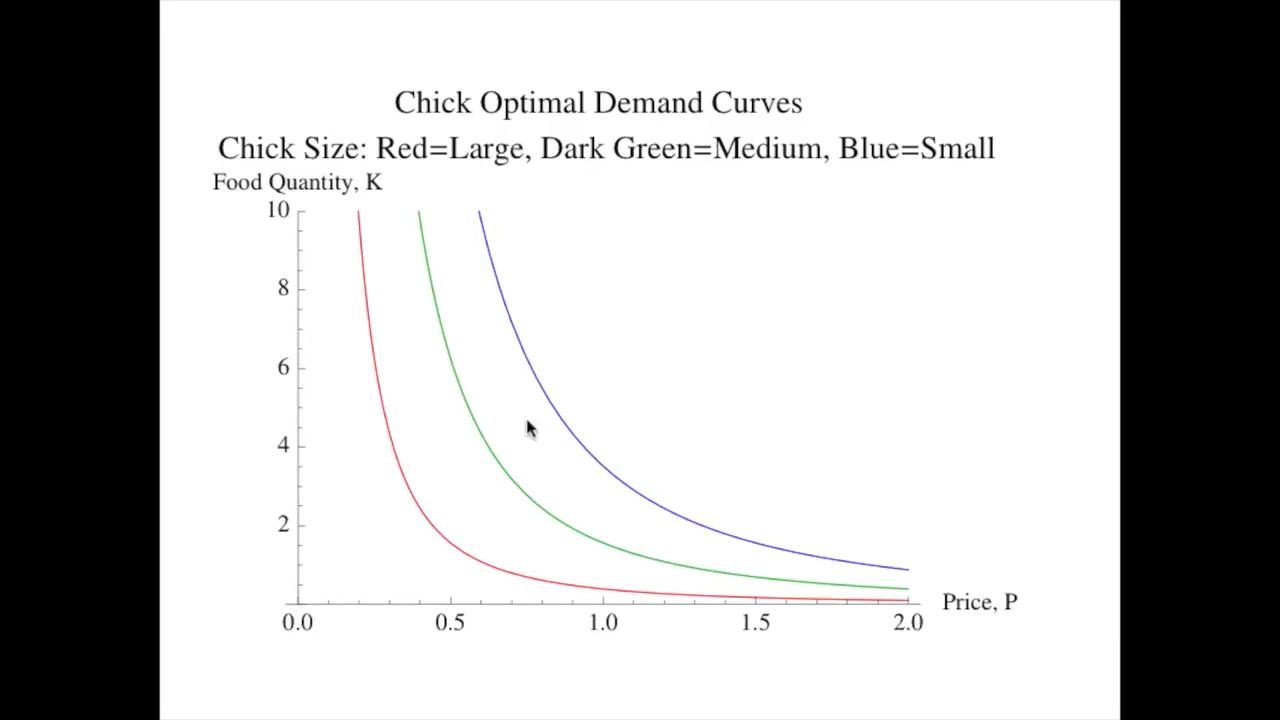 Chick Optimal Demand Curves
Chick Size: Red=Large, Dark Green=Medium, Blue=Small
Food Quantity, K
10
8
6
4
2
0.0 0.5 1.0 1.5 2.0
Price, P